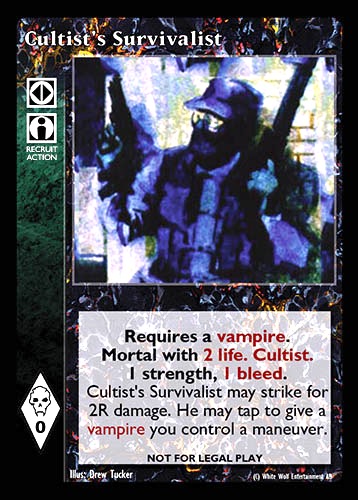 Cultist's Survivalist
RECRUIT
ACTION
Requires a vampire.
Mortal with 2 life. Cultist.
1 strength, 1 bleed.
Cultist's Survivalist may strike for
2R damage. He may tap to give a
vampire you control a maneuver.
NOT FOR LEGAL PLAY
0
Illus: Drew Tucker
(C) White Wolf Entertainment AB